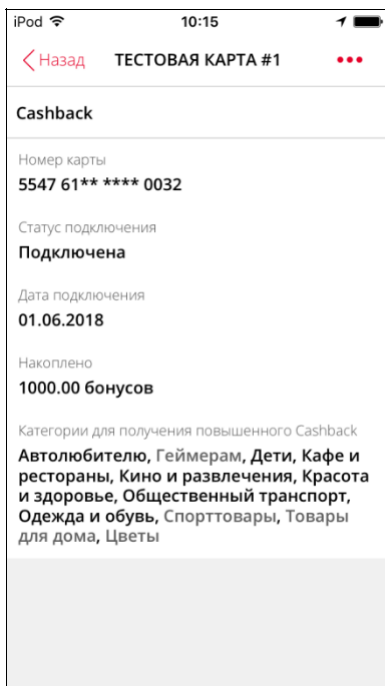 iPod 10:15
Назад ТЕСТОВАЯ КАРТА #1
Cashback
Номер карты
5547 61** **** 0032
Статус подключения
Подключена
Дата подключения
01.06.2018
Накоплено
1000.00 бонусов
Категории для получения повышенного Cashback
Автолюбителю, Геймерам, Дети, Кафе и
рестораны, Кино и развлечения, Красота
и здоровье, Общественный транспорт,
Одежда и обувь, Спорттовары, Товары
для дома, Цветы